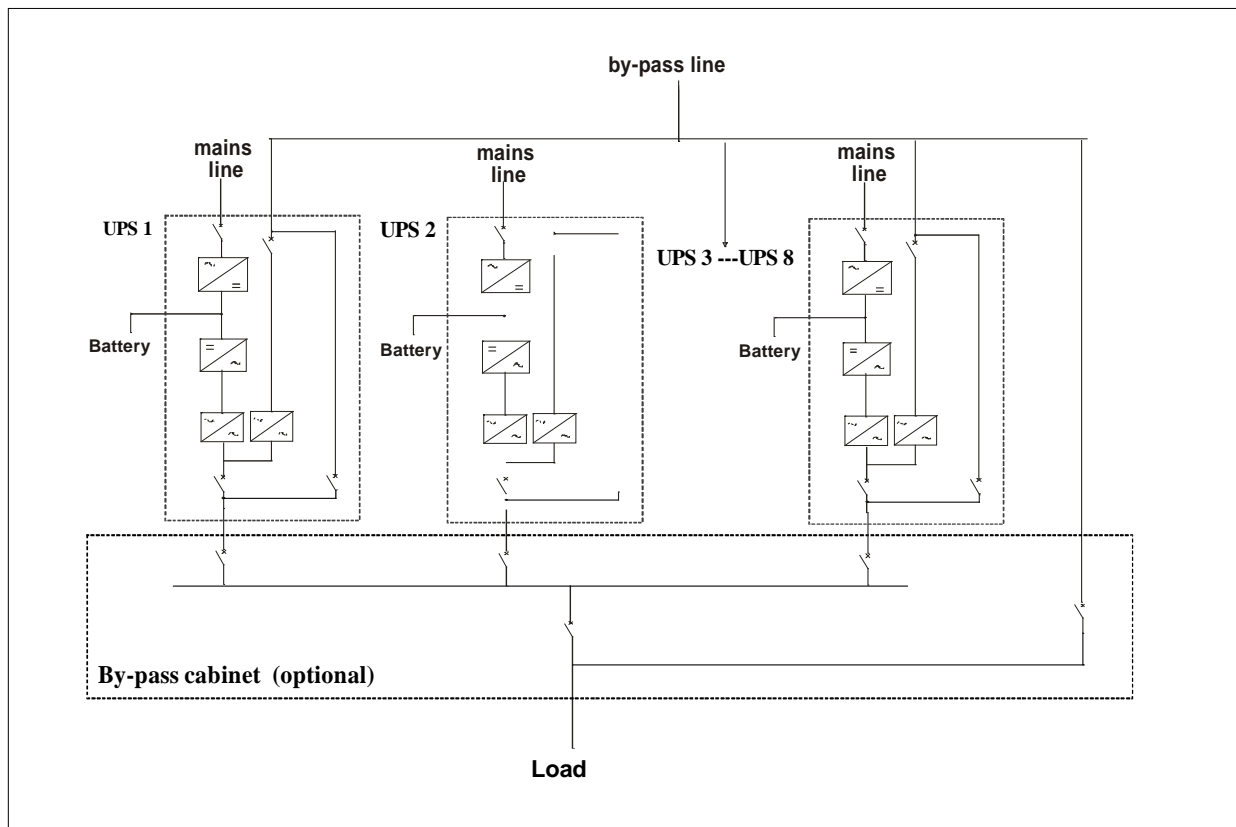 by-pass line
mains
line
mains
line
mains
line
UPS 1
UPS 2
UPS 3 ---UPS 8
Battery
Battery
Battery
By-pass cabinet (optional)
Load